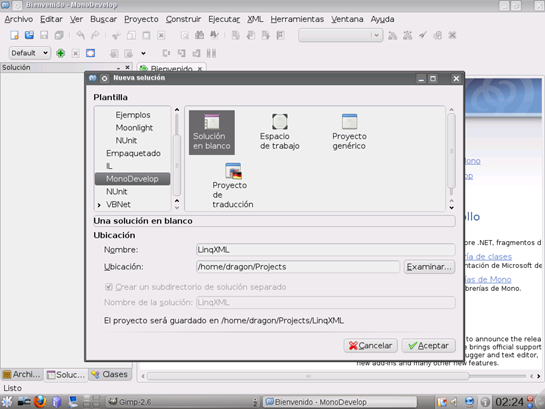 Bienvenido - MonoDevelop
Archivo Editar Ver Buscar Proyecto Construir Ejecutar XML Herramientas Ventana Ayuda
Default
Solución
Bienvenido
Nueva solución
Plantilla
Ejemplos
Moonlight
NUnit
Empaquetado
IL
MonoDevelop
NUnit
VBNet
Solución
en blanco
Espacio
de trabajo
Proyecto
genérico
Proyecto
de
traducción
Una solución en blanco
Ubicación
Nombre: LinqXML
Ubicación: /home/dragon/Projects Examinar...
Crear un subdirectorio de solución separado
Nombre de la solución: LinqXML
El proyecto será guardado en /home/dragon/Projects/LinqXML
Cancelar Aceptar
ono
op
llo
ore .NET, fragmentos d
ía de clases
ntación de Microsoft de
ías de Mono
brerías de Mono.
to announce the relea
e brings official support
ugger and text editor,
new add-ins and many other new features.
Archi... Soluc... Clases
Listo
Gimp-2.6
Bienvenido - MonoDevelop
02:24